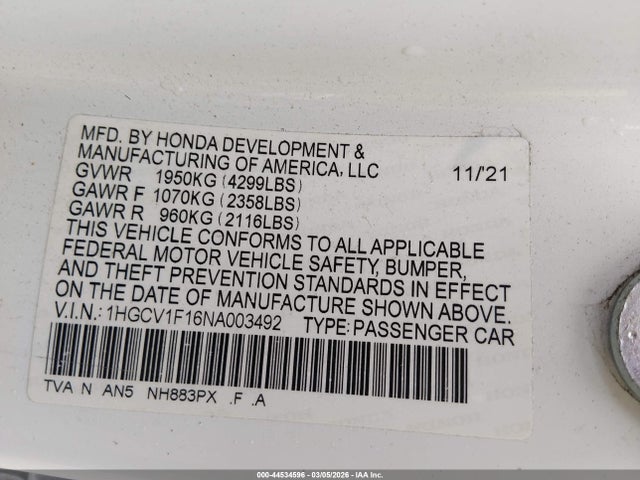 MFD. BY HONDA DEVELOPMENT &
MANUFACTURING OF AMERICA, LLC
GVWR 1950KG (4299LBS) 11/'21
GAWR F 1070KG (2358LBS)
GAWR R 960KG (2116LBS)
THIS VEHICLE CONFORMS TO ALL APPLICABLE
FEDERAL MOTOR VEHICLE SAFETY, BUMPER,
AND THEFT PREVENTION STANDARDS IN EFFECT
ON THE DATE OF MANUFACTURE SHOWN ABOVE.
V.I.N.: 1HGCV1F16NA003492 TYPE: PASSENGER CAR
TVA N AN5 NH883PX .F .A
000-44534596 | 03/05/2026 | IAA Inc.